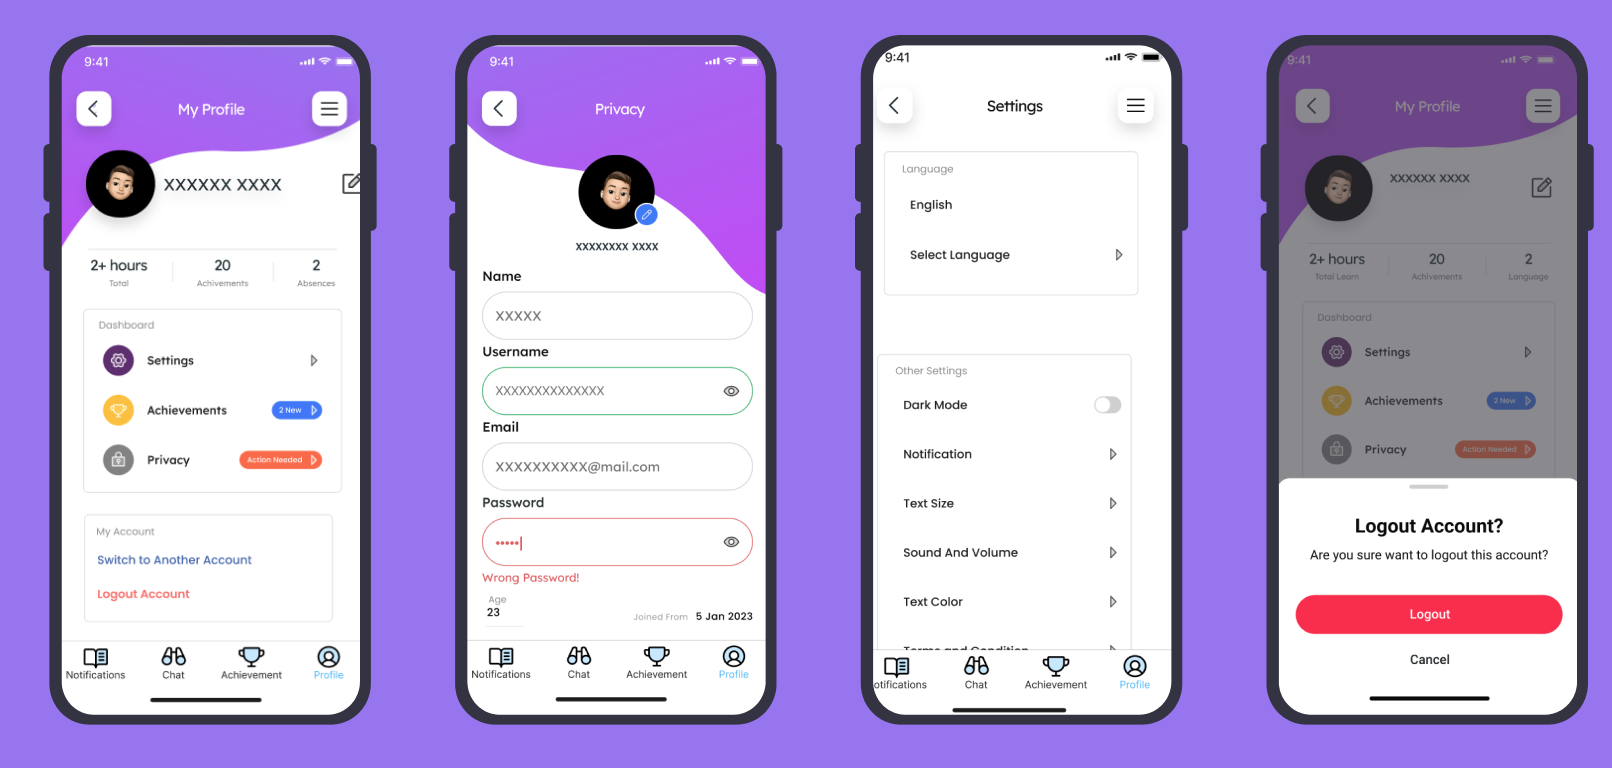 9:41
My Profile
XXXXXX XXXX
2+ hours 20 2
Total Achivements Absences
Dashboard
Settings
Achievements 2 New
Privacy Action Needed
My Account
Switch to Another Account
Logout Account
Notifications Chat Achievement Profile
9:41
Privacy
XXXXXXXX XXXX
Name
XXXXX
Username
XXXXXXXXXXXXXX
Email
XXXXXXXXXX@mail.com
Password
•••••
Wrong Password!
Age
23
Joined From 5 Jan 2023
Notifications Chat Achievement Profile
9:41
Settings
Language
English
Select Language
Other Settings
Dark Mode
Notification
Text Size
Sound And Volume
Text Color
Terms and Condition
otifications Chat Achievement Profile
9:41
My Profile
XXXXXX XXXX
2+ hours 20 2
Total Learn Achivements Language
Dashboard
Settings
Achievements 2 New
Privacy Action Needed
Logout Account?
Are you sure want to logout this account?
Logout
Cancel